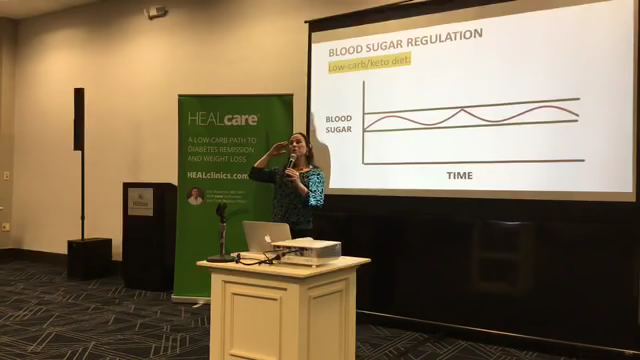 BLOOD SUGAR REGULATION
Low-carb/keto diet:
BLOOD
SUGAR
TIME
HEALcare
A LOW-CARB PATH TO
DIABETES REMISSION
AND WEIGHT LOSS
HEALclinics.com
Hilton